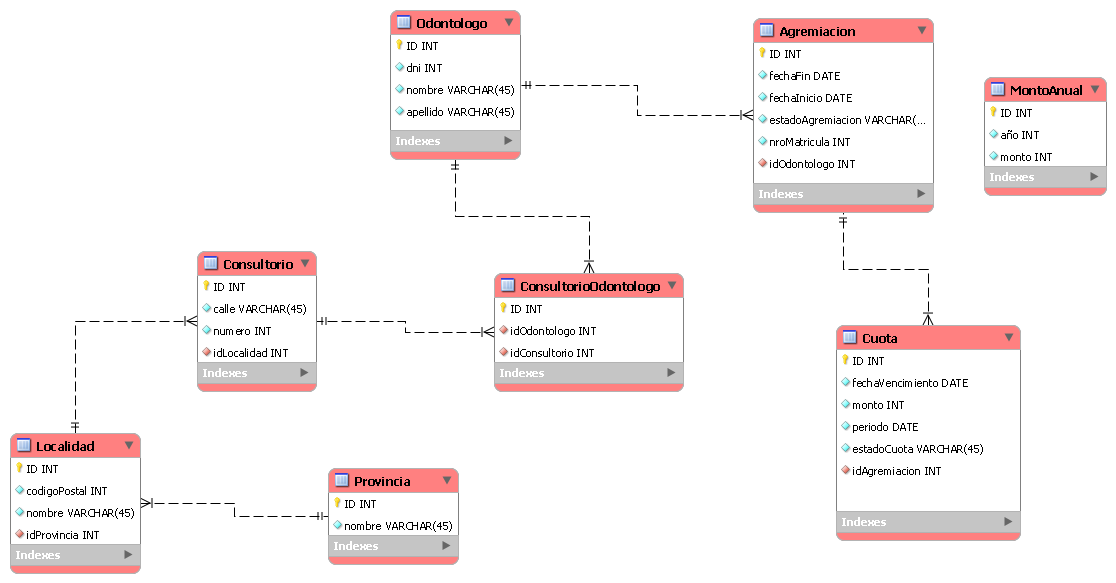 Odontologo
ID INT
dni INT
nombre VARCHAR(45)
apellido VARCHAR(45)
Indexes
Agremiacion
ID INT
fechaFin DATE
fechaInicio DATE
estadoAgremiacion VARCHAR(...
nroMatricula INT
idOdontologo INT
Indexes
MontoAnual
ID INT
año INT
monto INT
Indexes
Consultorio
ID INT
calle VARCHAR(45)
numero INT
idLocalidad INT
Indexes
ConsultorioOdontologo
ID INT
idOdontologo INT
idConsultorio INT
Indexes
Cuota
ID INT
fechaVencimiento DATE
monto INT
periodo DATE
estadoCuota VARCHAR(45)
idAgremiacion INT
Indexes
Localidad
ID INT
codigoPostal INT
nombre VARCHAR(45)
idProvincia INT
Indexes
Provincia
ID INT
nombre VARCHAR(45)
Indexes